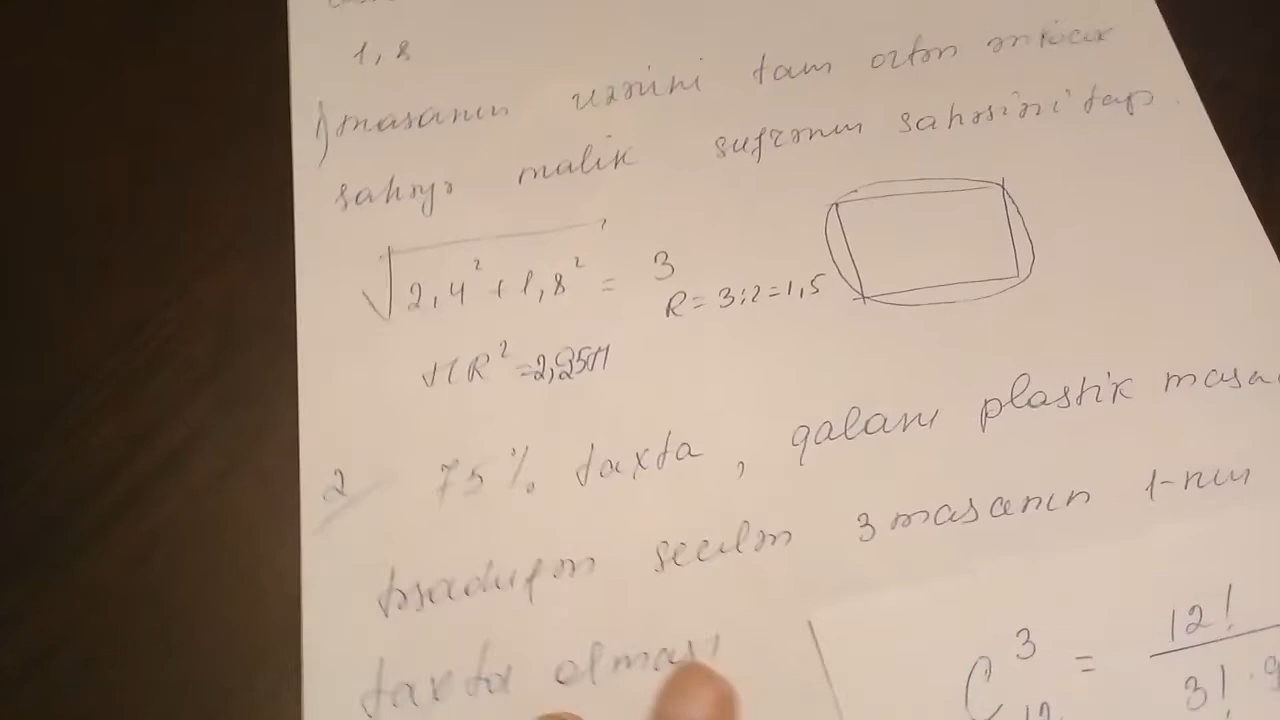 1,8
1) masanın üzərini tam örtən ən kiçik
sahəyə malik süfrənin sahəsini tap.
√2,4² + 1,8² = 3
R = 3:2 = 1,5
πR² = 2,25π
2 75% taxta, qalanı plastik masa
təsadüfən seçilən 3 masanın 1-nin
taxta olması
C³₁₂ = 12! / 3! · 9